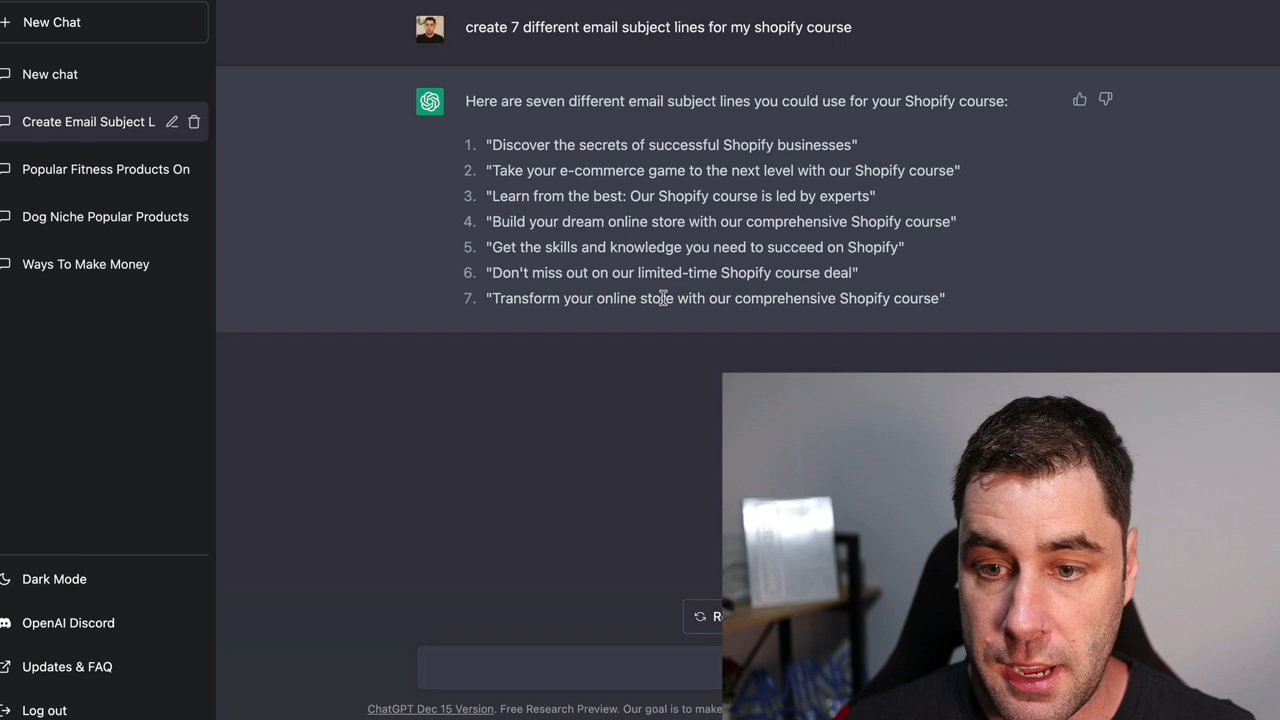 New Chat
New chat
Create Email Subject L
Popular Fitness Products On
Dog Niche Popular Products
Ways To Make Money
Dark Mode
OpenAI Discord
Updates & FAQ
Log out
create 7 different email subject lines for my shopify course
Here are seven different email subject lines you could use for your Shopify course:
1. "Discover the secrets of successful Shopify businesses"
2. "Take your e-commerce game to the next level with our Shopify course"
3. "Learn from the best: Our Shopify course is led by experts"
4. "Build your dream online store with our comprehensive Shopify course"
5. "Get the skills and knowledge you need to succeed on Shopify"
6. "Don't miss out on our limited-time Shopify course deal"
7. "Transform your online store with our comprehensive Shopify course"
R
ChatGPT Dec 15 Version. Free Research Preview. Our goal is to make